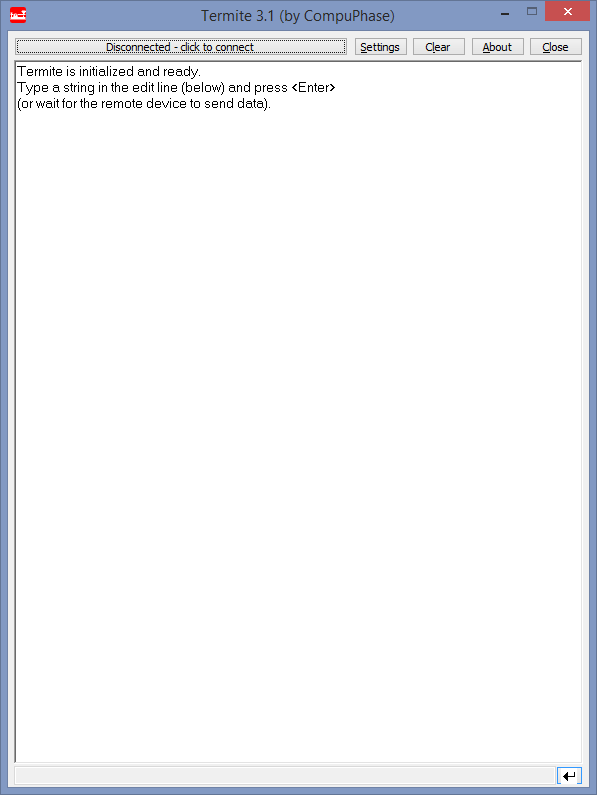 Termite 3.1 (by CompuPhase)
Disconnected - click to connect
Settings
Clear
About
Close
Termite is initialized and ready.
Type a string in the edit line (below) and press <Enter>
(or wait for the remote device to send data).